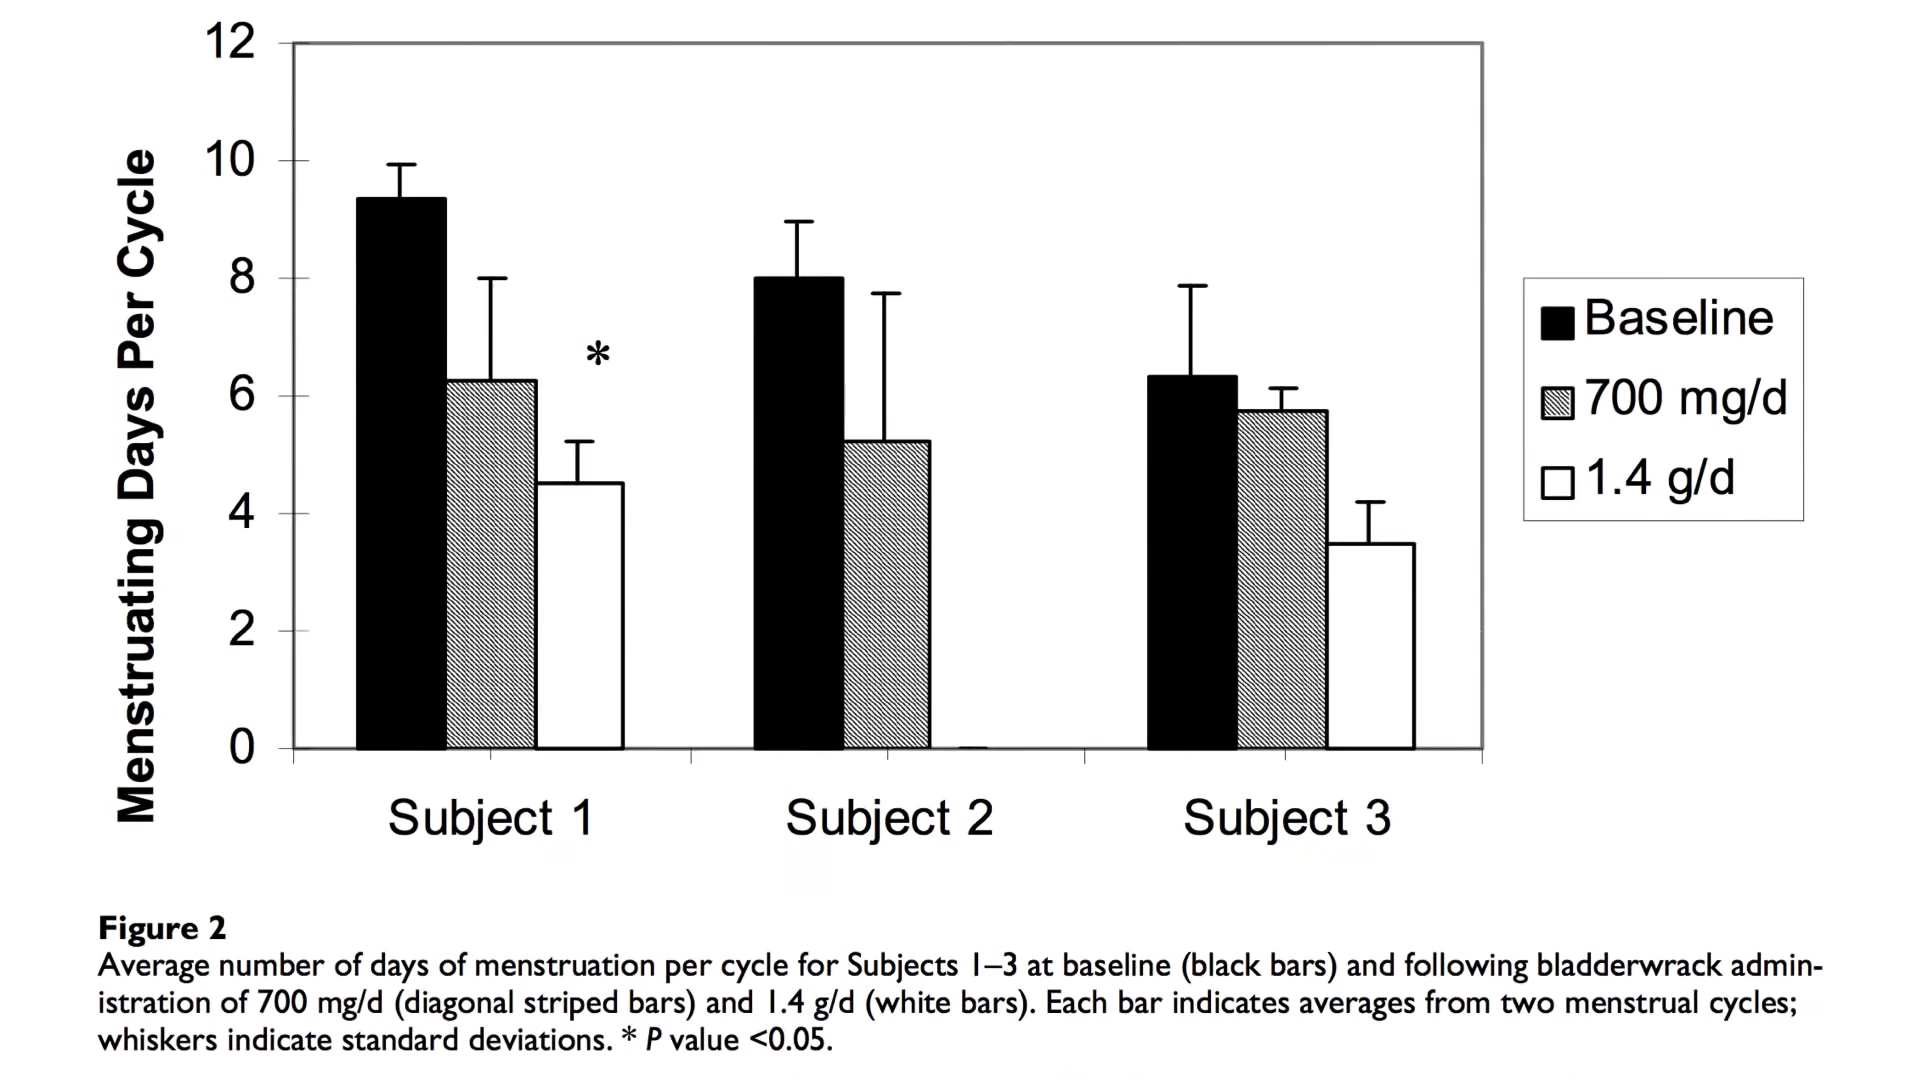 12
10
8
6
4
2
0
Menstruating Days Per Cycle
*
Subject 1
Subject 2
Subject 3
Baseline
700 mg/d
1.4 g/d
Figure 2
Average number of days of menstruation per cycle for Subjects 1–3 at baseline (black bars) and following bladderwrack admin-
istration of 700 mg/d (diagonal striped bars) and 1.4 g/d (white bars). Each bar indicates averages from two menstrual cycles;
whiskers indicate standard deviations. * P value <0.05.